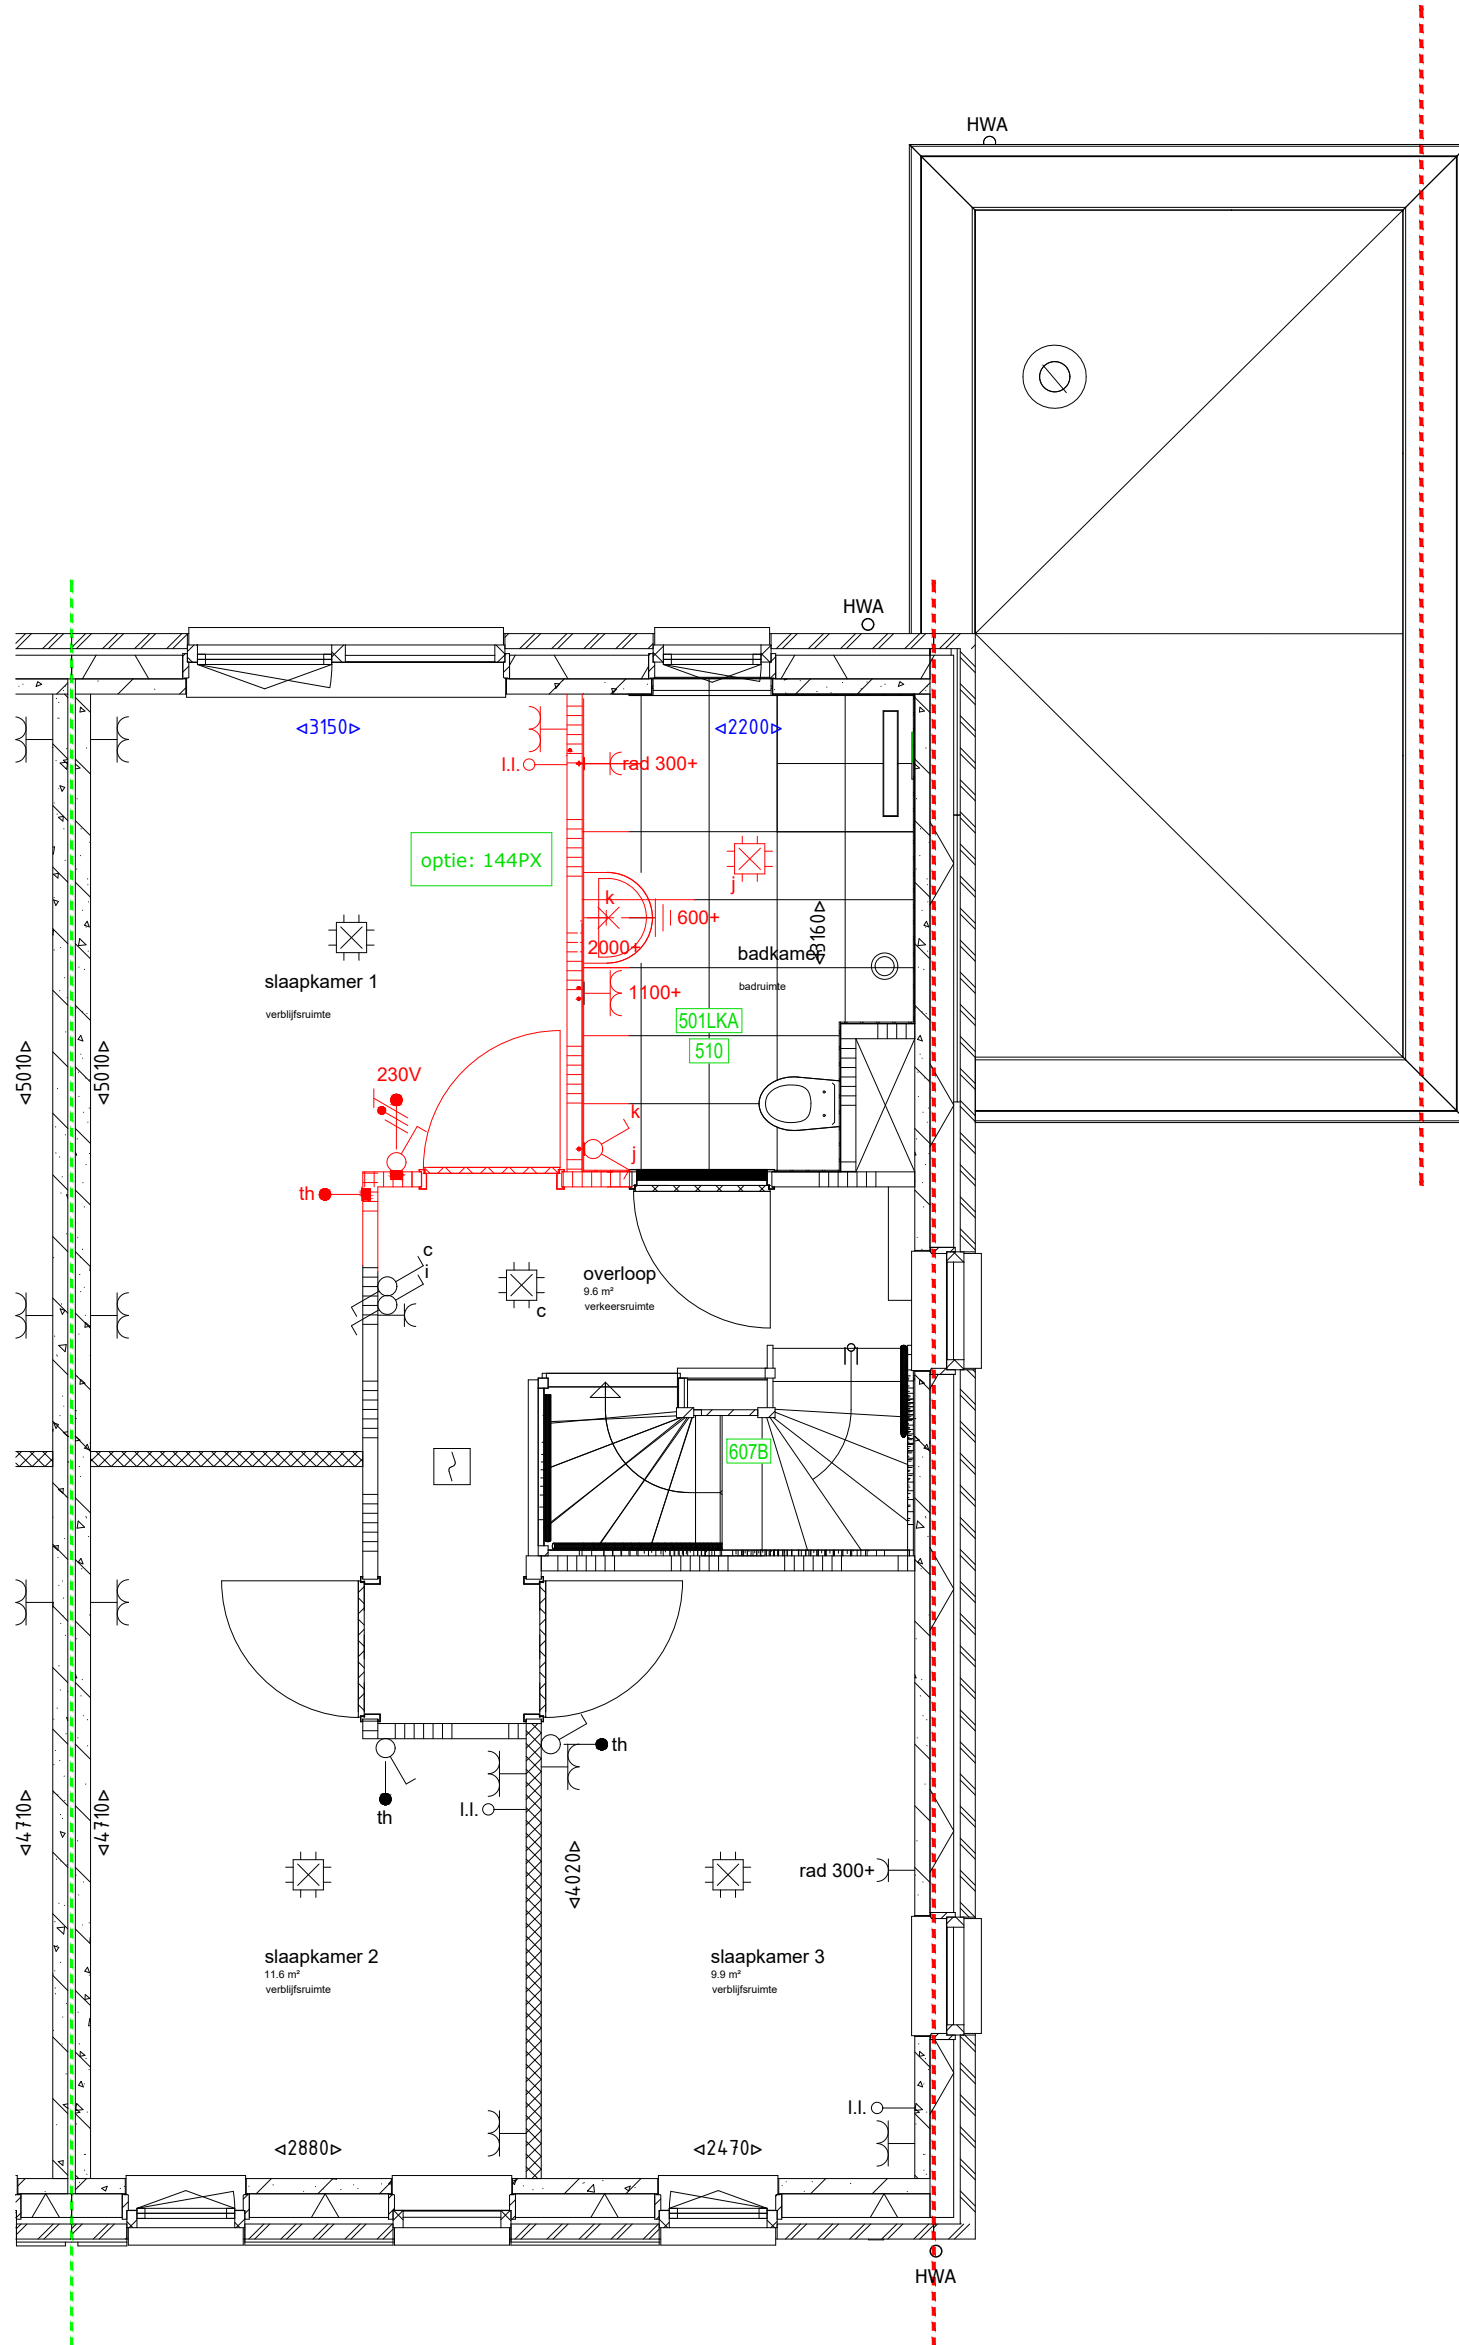 HWA
HWA
◁3150▷
◁2200▷
l.l.
rad 300+
optie: 144PX
j
k
600+
2000+
◁3160▷
badkamer
badruimte
slaapkamer 1
verblijfsruimte
1100+
501LKA
510
◁5010▷
◁5010▷
230V
k
j
th
c
i
overloop
9.6 m²
verkeersruimte
c
607B
th
th
l.l.
◁4710▷
◁4710▷
◁4020▷
rad 300+
slaapkamer 2
11.6 m²
verblijfsruimte
slaapkamer 3
9.9 m²
verblijfsruimte
l.l.
◁2880▷
◁2470▷
HWA